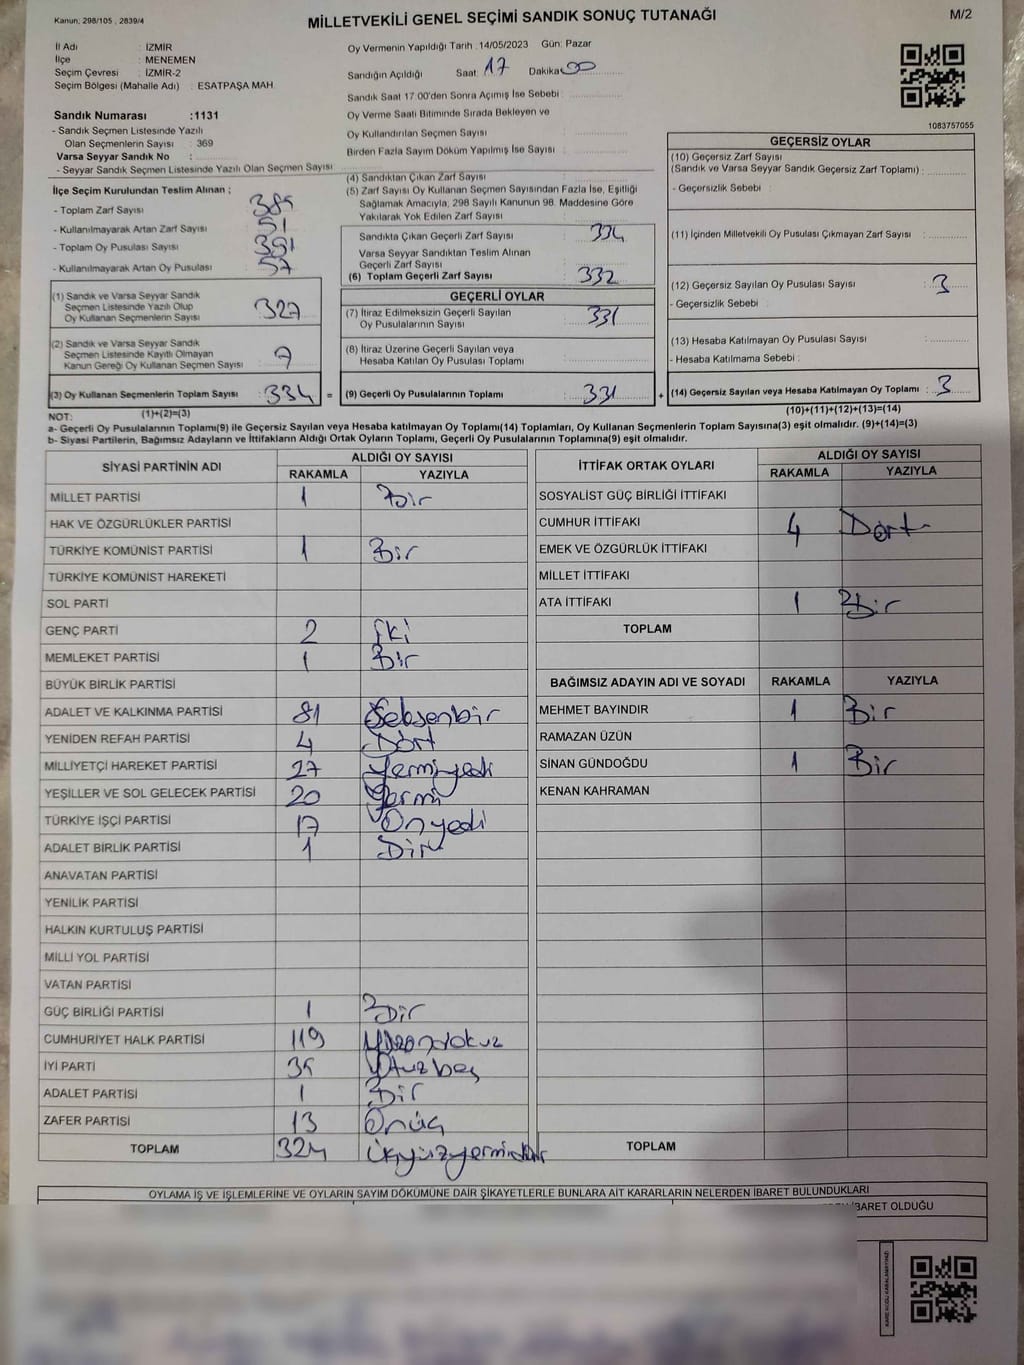 Kanun: 298/105 , 2839/4
MİLLETVEKİLİ GENEL SEÇİMİ SANDIK SONUÇ TUTANAĞI
M/2
İl Adı : İZMİR
İlçe : MENEMEN
Seçim Çevresi : İZMİR-2
Seçim Bölgesi (Mahalle Adı) : ESATPAŞA MAH.
Oy Vermenin Yapıldığı Tarih : 14/05/2023 Gün: Pazar
Sandığın Açıldığı Saat: 17 Dakika: 00
Sandık Saat 17:00'den Sonra Açımış İse Sebebi :
Oy Verme Saati Bitiminde Sırada Bekleyen ve
Oy Kullandırılan Seçmen Sayısı :
Birden Fazla Sayım Döküm Yapılmış İse Sayısı :
1083757055
Sandık Numarası :1131
- Sandık Seçmen Listesinde Yazılı
Olan Seçmenlerin Sayısı : 369
Varsa Seyyar Sandık No :
- Seyyar Sandık Seçmen Listesinde Yazılı Olan Seçmen Sayısı :
İlçe Seçim Kurulundan Teslim Alınan ;
- Toplam Zarf Sayısı : 385
- Kullanılmayarak Artan Zarf Sayısı : 51
- Toplam Oy Pusulası Sayısı : 391
- Kullanılmayarak Artan Oy Pusulası : 57
(1) Sandık ve Varsa Seyyar Sandık
Seçmen Listesinde Yazılı Olup
Oy Kullanan Seçmenlerin Sayısı : 327
(2) Sandık ve Varsa Seyyar Sandık
Seçmen Listesinde Kayıtlı Olmayan
Kanun Gereği Oy Kullanan Seçmen Sayısı : 7
(3) Oy Kullanan Seçmenlerin Toplam Sayısı : 334 =
(1)+(2)=(3)
(4) Sandıktan Çıkan Zarf Sayısı :
(5) Zarf Sayısı Oy Kullanan Seçmen Sayısından Fazla İse, Eşitliği
Sağlamak Amacıyla, 298 Sayılı Kanunun 98. Maddesine Göre
Yakılarak Yok Edilen Zarf Sayısı :
Sandıkta Çıkan Geçerli Zarf Sayısı : 334
Varsa Seyyar Sandıktan Teslim Alınan
Geçerli Zarf Sayısı :
(6) Toplam Geçerli Zarf Sayısı : 332
GEÇERLİ OYLAR
(7) İtiraz Edilmeksizin Geçerli Sayılan
Oy Pusulalarının Sayısı : 331
(8) İtiraz Üzerine Geçerli Sayılan veya
Hesaba Katılan Oy Pusulası Toplamı :
(9) Geçerli Oy Pusulalarının Toplamı : 331 +
GEÇERSİZ OYLAR
(10) Geçersiz Zarf Sayısı
(Sandık ve Varsa Seyyar Sandık Geçersiz Zarf Toplamı) :
- Geçersizlik Sebebi :
(11) İçinden Milletvekili Oy Pusulası Çıkmayan Zarf Sayısı :
(12) Geçersiz Sayılan Oy Pusulası Sayısı : 3
- Geçersizlik Sebebi :
(13) Hesaba Katılmayan Oy Pusulası Sayısı :
- Hesaba Katılmama Sebebi :
(14) Geçersiz Sayılan veya Hesaba Katılmayan Oy Toplamı : 3
(10)+(11)+(12)+(13)=(14)
NOT:
a- Geçerli Oy Pusulalarının Toplamı(9) ile Geçersiz Sayılan veya Hesaba katılmayan Oy Toplamı(14) Toplamları, Oy Kullanan Seçmenlerin Toplam Sayısına(3) eşit olmalıdır. (9)+(14)=(3)
b- Siyasi Partilerin, Bağımsız Adayların ve İttifakların Aldığı Ortak Oyların Toplamı, Geçerli Oy Pusulalarının Toplamına(9) eşit olmalıdır.
SİYASİ PARTİNİN ADI ALDIĞI OY SAYISI
RAKAMLA YAZIYLA
MİLLET PARTİSİ 1 Bir
HAK VE ÖZGÜRLÜKLER PARTİSİ
TÜRKİYE KOMÜNİST PARTİSİ 1 Bir
TÜRKİYE KOMÜNİST HAREKETİ
SOL PARTİ
GENÇ PARTİ 2 İki
MEMLEKET PARTİSİ 1 Bir
BÜYÜK BİRLİK PARTİSİ
ADALET VE KALKINMA PARTİSİ 81 Seksenbir
YENİDEN REFAH PARTİSİ 4 Dört
MİLLİYETÇİ HAREKET PARTİSİ 27 Yermiyedi
YEŞİLLER VE SOL GELECEK PARTİSİ 20 Yermi
TÜRKİYE İŞÇİ PARTİSİ 17 Onyedi
ADALET BİRLİK PARTİSİ 1 Bir
ANAVATAN PARTİSİ
YENİLİK PARTİSİ
HALKIN KURTULUŞ PARTİSİ
MİLLİ YOL PARTİSİ
VATAN PARTİSİ
GÜÇ BİRLİĞİ PARTİSİ 1 Bir
CUMHURİYET HALK PARTİSİ 119 Yüzondokuz
İYİ PARTİ 35 Otuzbeş
ADALET PARTİSİ 1 Bir
ZAFER PARTİSİ 13 Onüç
TOPLAM 324 üçyüzyermidört
İTTİFAK ORTAK OYLARI ALDIĞI OY SAYISI
RAKAMLA YAZIYLA
SOSYALİST GÜÇ BİRLİĞİ İTTİFAKI
CUMHUR İTTİFAKI 4 Dört
EMEK VE ÖZGÜRLÜK İTTİFAKI
MİLLET İTTİFAKI
ATA İTTİFAKI 1 Bir
TOPLAM
BAĞIMSIZ ADAYIN ADI VE SOYADI RAKAMLA YAZIYLA
MEHMET BAYINDIR 1 Bir
RAMAZAN ÜZÜN
SİNAN GÜNDOĞDU 1 Bir
KENAN KAHRAMAN
TOPLAM
OYLAMA İŞ VE İŞLEMLERİNE VE OYLARIN SAYIM DÖKÜMÜNE DAİR ŞİKAYETLERLE BUNLARA AİT KARARLARIN NELERDEN İBARET BULUNDUKLARI
İBARET OLDUĞU